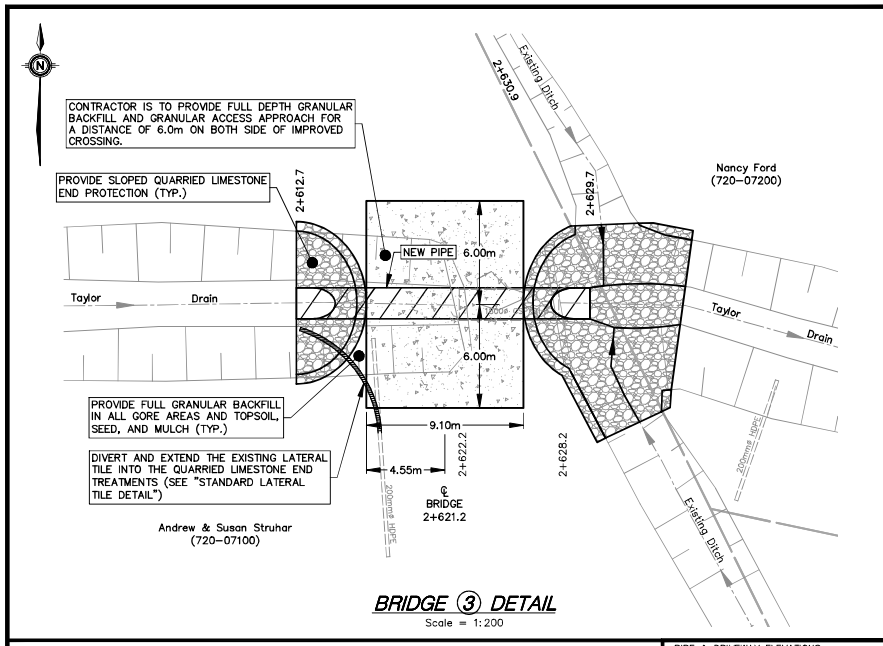 N
CONTRACTOR IS TO PROVIDE FULL DEPTH GRANULAR
BACKFILL AND GRANULAR ACCESS APPROACH FOR
A DISTANCE OF 6.0m ON BOTH SIDE OF IMPROVED
CROSSING.
PROVIDE SLOPED QUARRIED LIMESTONE
END PROTECTION (TYP.)
2+612.7
2+630.9
Existing Ditch
Nancy Ford
(720-07200)
2+629.7
NEW PIPE
6.00m
Taylor
Drain
Taylor
Drain
6.00m
PROVIDE FULL GRANULAR BACKFILL
IN ALL GORE AREAS AND TOPSOIL,
SEED, AND MULCH (TYP.)
9.10m
4.55m
2+622.2
2+628.2
200mmø HDPE
DIVERT AND EXTEND THE EXISTING LATERAL
TILE INTO THE QUARRIED LIMESTONE END
TREATMENTS (SEE "STANDARD LATERAL
TILE DETAIL")
200mmø HDPE
℄
BRIDGE
2+621.2
Existing Ditch
Andrew & Susan Struhar
(720-07100)
BRIDGE 3 DETAIL
Scale = 1:200